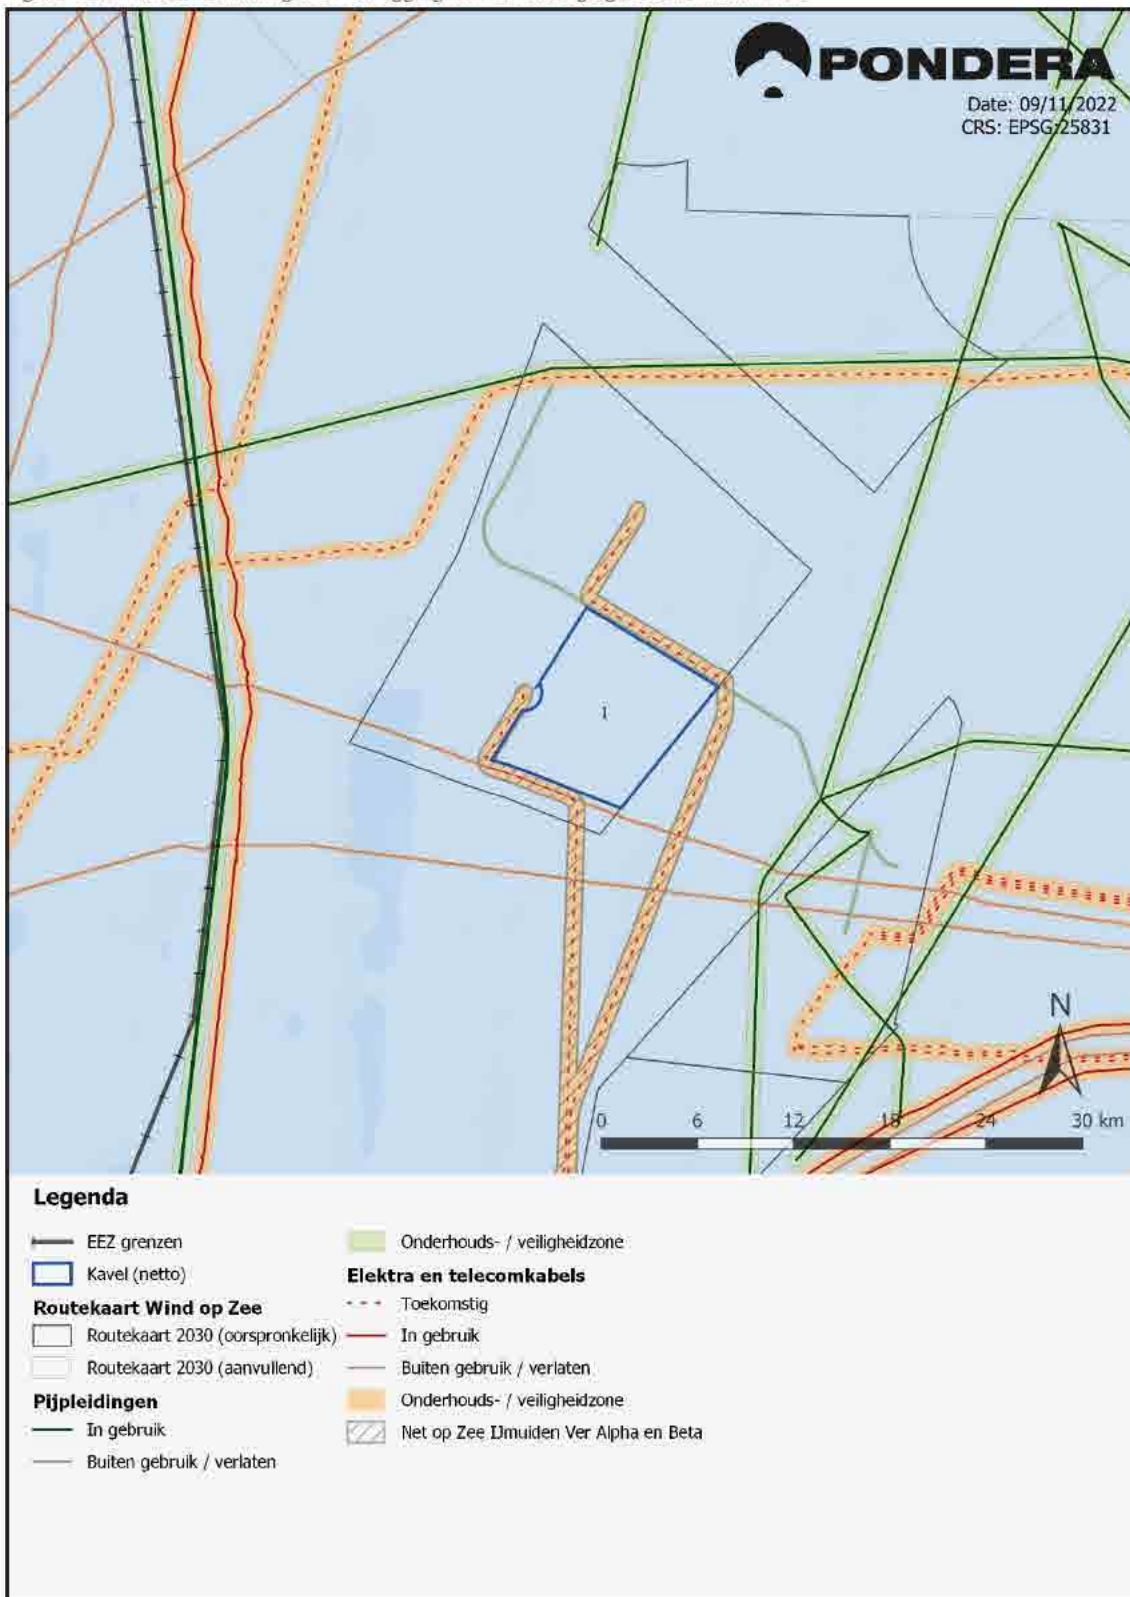 PONDERA
Date: 09/11/2022
CRS: EPSG:25831
1
N
0 6 12 18 24 30 km
Legenda
EEZ grenzen
Kavel (netto)
Routekaart Wind op Zee
Routekaart 2030 (oorspronkelijk)
Routekaart 2030 (aanvullend)
Pijpleidingen
In gebruik
Buiten gebruik / verlaten
Onderhouds- / veiligheidzone
Elektra en telecomkabels
Toekomstig
In gebruik
Buiten gebruik / verlaten
Onderhouds- / veiligheidzone
Net op Zee IJmuiden Ver Alpha en Beta